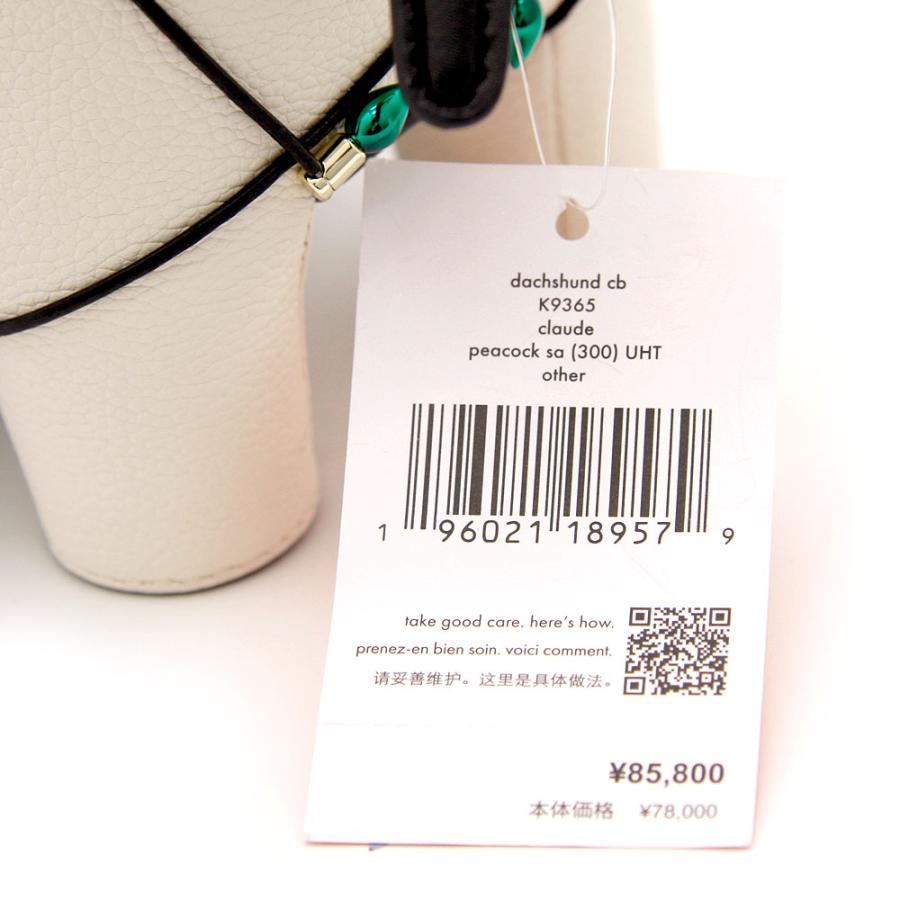 dachshund cb
K9365
claude
peacock sa (300) UHT
other
1 96021 18957 9
take good care. here's how.
prenez-en bien soin. voici comment.
请妥善维护。这里是具体做法。
¥85,800
本体価格 ¥78,000